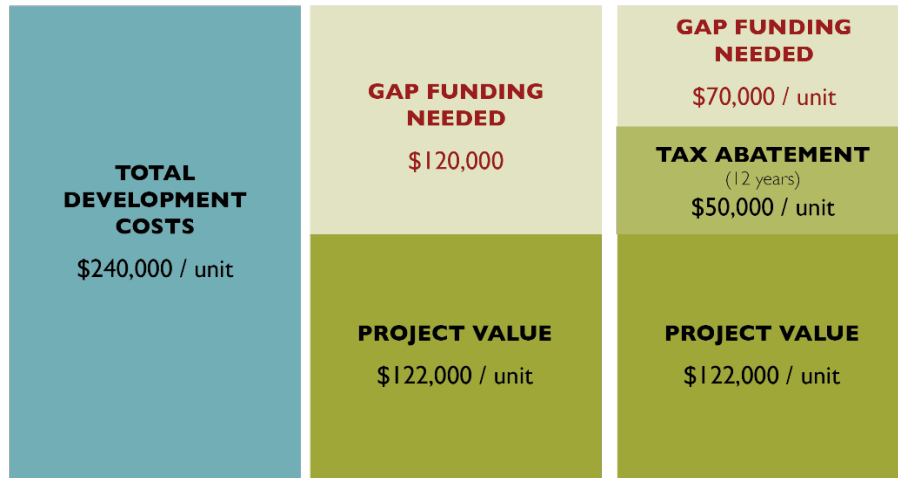 TOTAL
DEVELOPMENT
COSTS
$240,000 / unit
GAP FUNDING
NEEDED
$120,000
PROJECT VALUE
$122,000 / unit
GAP FUNDING
NEEDED
$70,000 / unit
TAX ABATEMENT
(12 years)
$50,000 / unit
PROJECT VALUE
$122,000 / unit